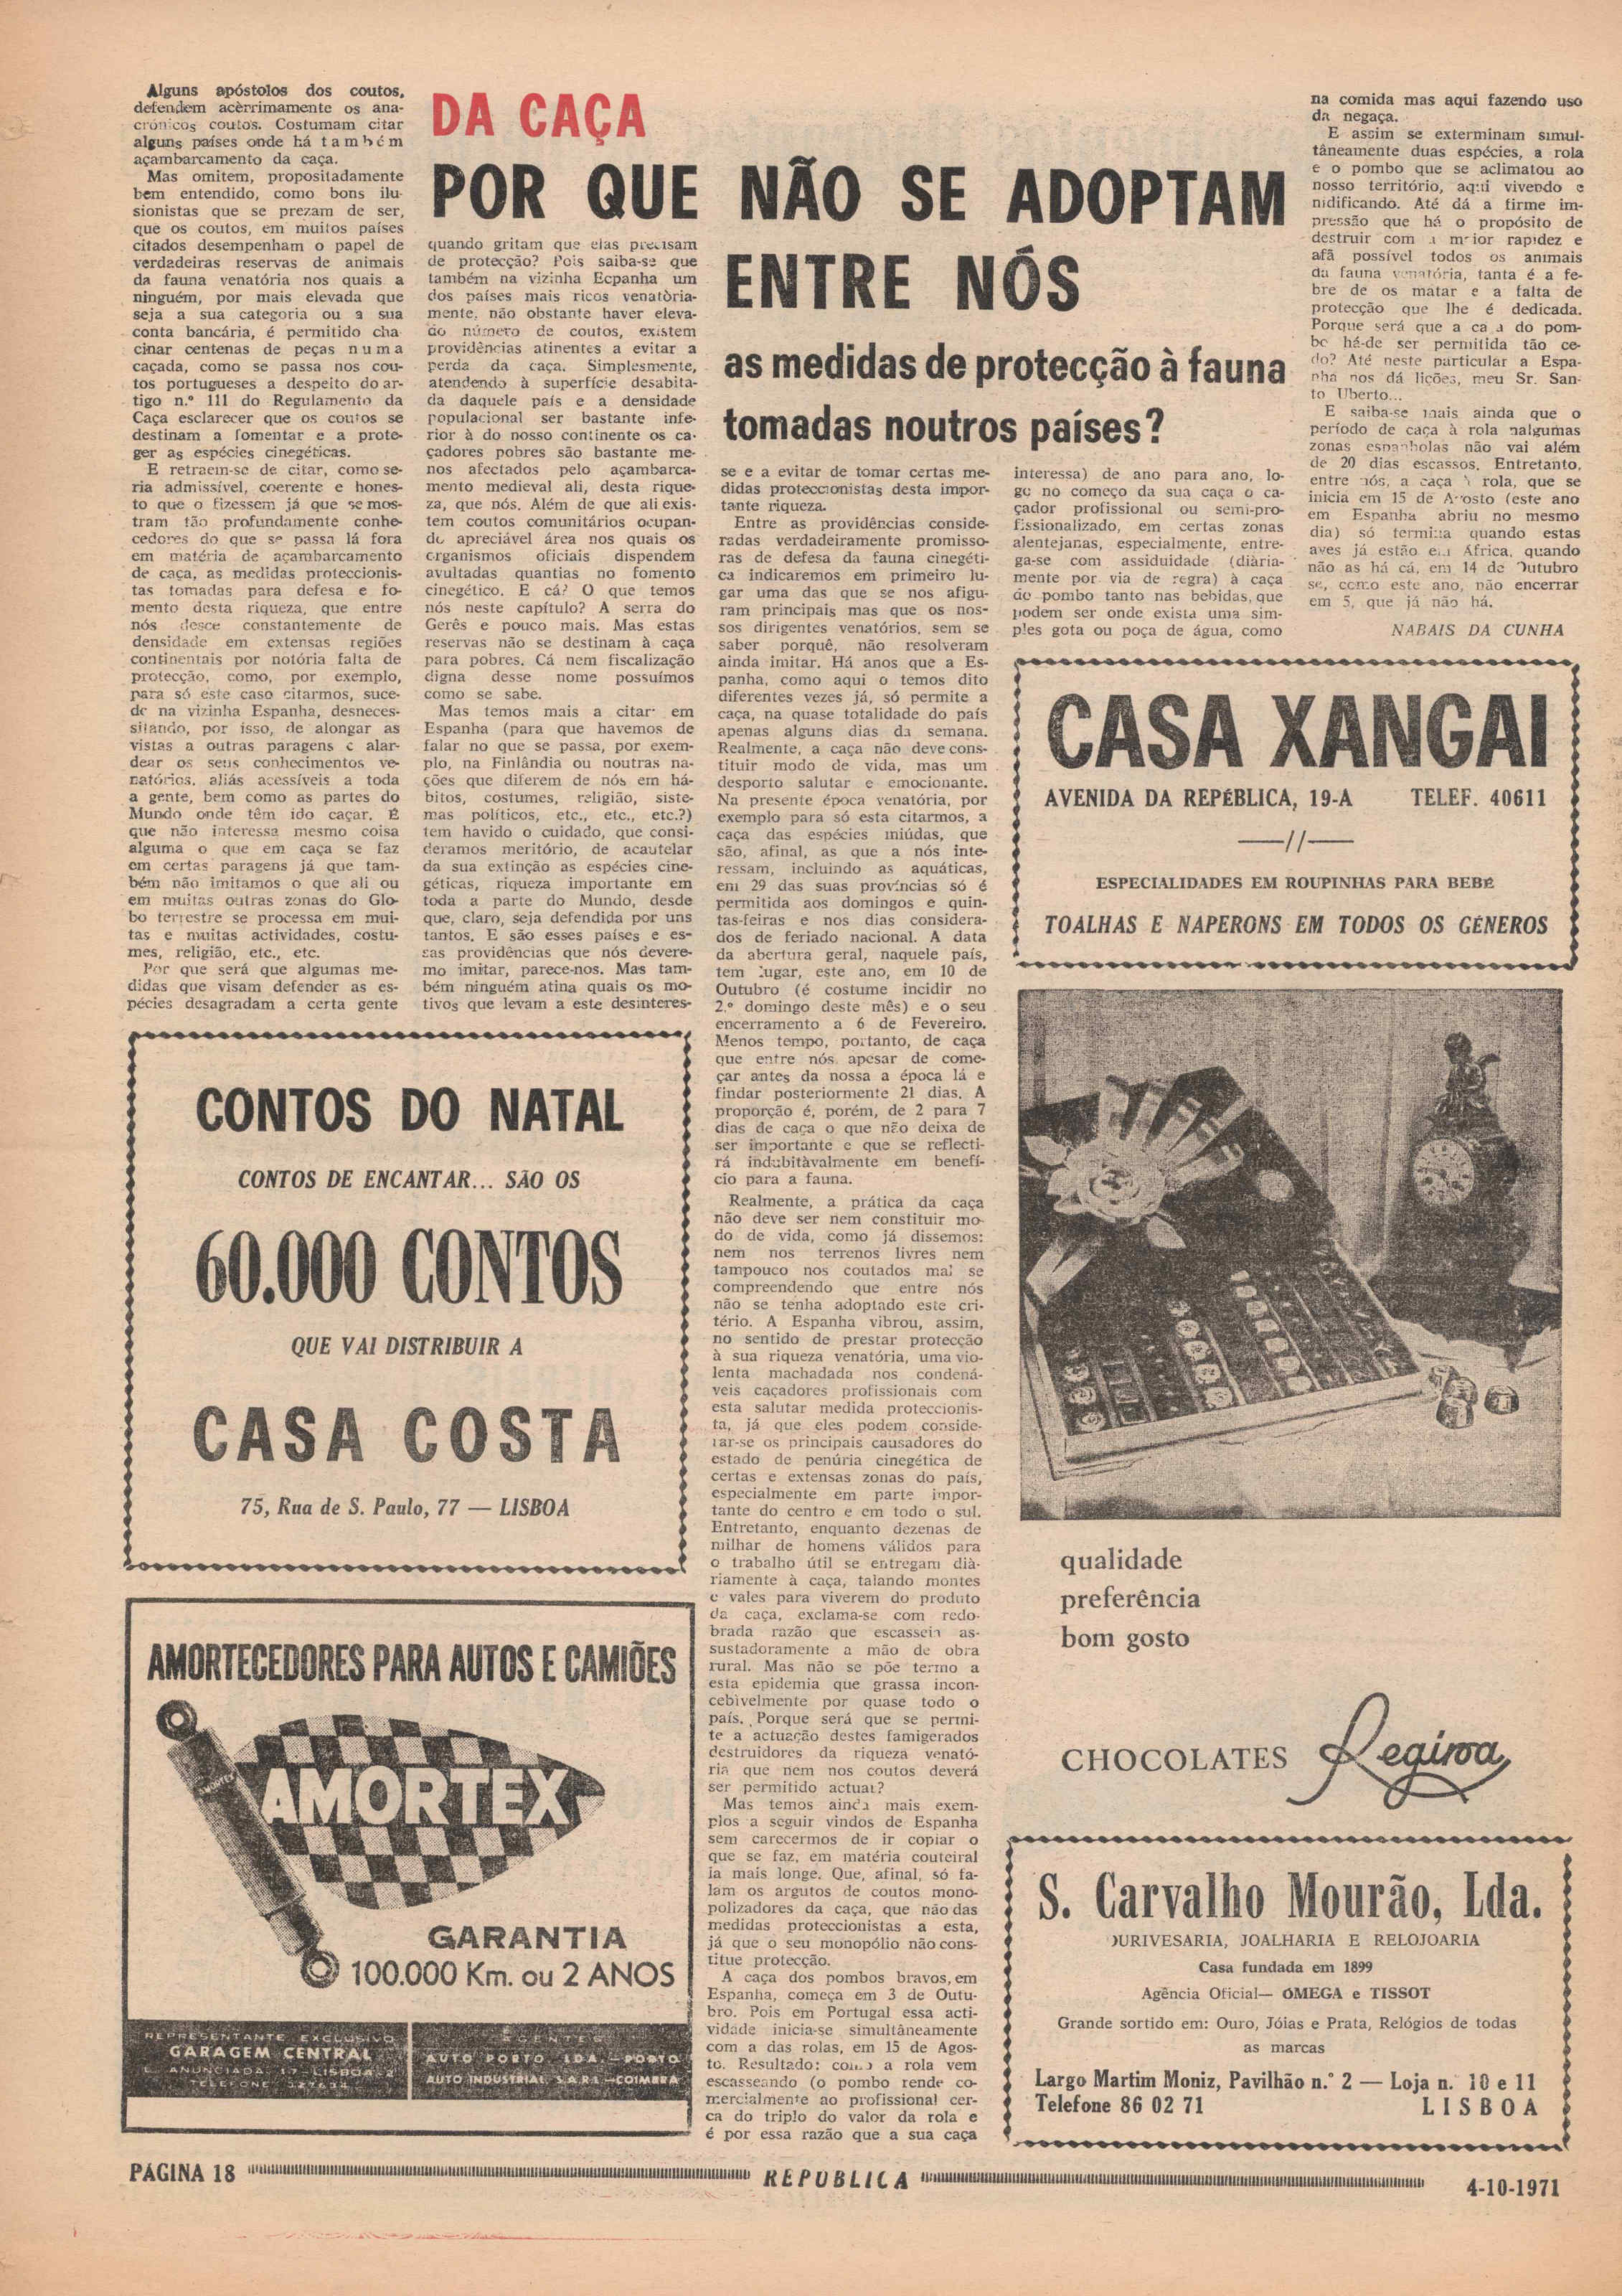 DA CAÇA
POR QUE NÃO SE ADOPTAM
ENTRE NÓS
as medidas de protecção à fauna
tomadas noutros países?
Alguns apóstolos dos coutos,
defendem acèrrimamente os ana-
crónicos coutos. Costumam citar
alguns países onde há também
açambarcamento da caça.
Mas omitem, propositadamente
bem entendido, como bons ilu-
sionistas que se prezam de ser,
que os coutos, em muitos países
citados desempenham o papel de
verdadeiras reservas de animais
da fauna venatória nos quais a
ninguém, por mais elevada que
seja a sua categoria ou a sua
conta bancária, é permitido cha
cinar centenas de peças numa
caçada, como se passa nos cou-
tos portugueses a despeito do ar-
tigo n.º 111 do Regulamento da
Caça esclarecer que os coutos se
destinam a fomentar e a prote-
ger as espécies cinegéticas.
E retraem-se de citar, como se-
ria admissível, coerente e hones-
to que o fizessem já que se mos-
tram tão profundamente conhe-
cedores do que se passa lá fora
em matéria de açambarcamento
de caça, as medidas proteccionis-
tas tomadas para defesa e fo-
mento desta riqueza, que entre
nós desce constantemente de
densidade em extensas regiões
continentais por notória falta de
protecção, como, por exemplo,
para só este caso citarmos, suce-
de na vizinha Espanha, desneces-
sitando, por isso, de alongar as
vistas a outras paragens e alar-
dear os seus conhecimentos ve-
natórios, aliás acessíveis a toda
a gente, bem como as partes do
Mundo onde têm ido caçar. É
que não interessa mesmo coisa
alguma o que em caça se faz
em certas paragens já que tam-
bém não imitamos o que ali ou
em muitas outras zonas do Glo-
bo terrestre se processa em mui-
tas e muitas actividades, costu-
mes, religião, etc., etc.
Por que será que algumas me-
didas que visam defender as es-
pécies desagradam a certa gente
quando gritam que elas precisam
de protecção? Pois saiba-se que
também na vizinha Ecpanha um
dos países mais ricos venatòria-
mente, não obstante haver eleva-
do número de coutos, existem
providências atinentes a evitar a
perda da caça. Simplesmente,
atendendo à superfície desabita-
da daquele país e a densidade
populacional ser bastante infe-
rior à do nosso continente os ca-
çadores pobres são bastante me-
nos afectados pelo açambarca-
mento medieval ali, desta rique-
za, que nós. Além de que ali exis-
tem coutos comunitários ocupan-
do apreciável área nos quais os
organismos oficiais dispendem
avultadas quantias no fomento
cinegético. E cá? O que temos
nós neste capítulo? A serra do
Gerês e pouco mais. Mas estas
reservas não se destinam à caça
para pobres. Cá nem fiscalização
digna desse nome possuímos
como se sabe.
Mas temos mais a citar em
Espanha (para que havemos de
falar no que se passa, por exem-
plo, na Finlândia ou noutras na-
ções que diferem de nós em há-
bitos, costumes, religião, siste-
mas políticos, etc., etc., etc.?)
tem havido o cuidado, que consi-
deramos meritório, de acautelar
da sua extinção as espécies cine-
géticas, riqueza importante em
toda a parte do Mundo, desde
que, claro, seja defendida por uns
tantos. E são esses países e es-
sas providências que nós devere-
mo imitar, parece-nos. Mas tam-
bém ninguém atina quais os mo-
tivos que levam a este desinteres-
se e a evitar de tomar certas me-
didas proteccionistas desta impor-
tante riqueza.
Entre as providências conside-
radas verdadeiramente promisso-
ras de defesa da fauna cinegéti-
ca indicaremos em primeiro lu-
gar uma das que se nos afigu-
ram principais mas que os nos-
sos dirigentes venatórios, sem se
saber porquê, não resolveram
ainda imitar. Há anos que a Es-
panha, como aqui o temos dito
diferentes vezes já, só permite a
caça, na quase totalidade do país
apenas alguns dias da semana.
Realmente, a caça não deve cons-
tituir modo de vida, mas um
desporto salutar e emocionante.
Na presente época venatória, por
exemplo para só esta citarmos, a
caça das espécies miúdas, que
são, afinal, as que a nós inte-
ressam, incluindo as aquáticas,
em 29 das suas províncias só é
permitida aos domingos e quin-
tas-feiras e nos dias considera-
dos de feriado nacional. A data
da abertura geral, naquele país,
tem lugar, este ano, em 10 de
Outubro (é costume incidir no
2.º domingo deste mês) e o seu
encerramento a 6 de Fevereiro.
Menos tempo, portanto, de caça
que entre nós, apesar de come-
çar antes da nossa a época lá e
findar posteriormente 21 dias. A
proporção é, porém, de 2 para 7
dias de caça o que não deixa de
ser importante e que se reflecti-
rá indubitàvalmente em benefí-
cio para a fauna.
Realmente, a prática da caça
não deve ser nem constituir mo-
do de vida, como já dissemos:
nem nos terrenos livres nem
tampouco nos coutados mal se
compreendendo que entre nós
não se tenha adoptado este cri-
tério. A Espanha vibrou, assim,
no sentido de prestar protecção
à sua riqueza venatória, uma vio-
lenta machadada nos condená-
veis caçadores profissionais com
esta salutar medida proteccionis-
ta, já que eles podem conside-
rar-se os principais causadores do
estado de penúria cinegética de
certas e extensas zonas do país,
especialmente em parte impor-
tante do centro e em todo o sul.
Entretanto, enquanto dezenas de
milhar de homens válidos para
o trabalho útil se entregam dià-
riamente à caça, talando montes
e vales para viverem do produto
da caça, exclama-se com redo-
brada razão que escasseia as-
sustadoramente a mão de obra
rural. Mas não se põe termo a
esta epidemia que grassa incon-
cebivelmente por quase todo o
país. Porque será que se permi-
te a actuação destes famigerados
destruidores da riqueza venató-
ria que nem nos coutos deverá
ser permitido actuar?
Mas temos ainda mais exem-
plos a seguir vindos de Espanha
sem carecermos de ir copiar o
que se faz, em matéria couteiral
lá mais longe. Que, afinal, só fa-
lam os argutos de coutos mono-
polizadores da caça, que não das
medidas proteccionistas a esta,
já que o seu monopólio não cons-
titue protecção.
A caça dos pombos bravos, em
Espanha, começa em 3 de Outu-
bro. Pois em Portugal essa acti-
vidade inicia-se simultâneamente
com a das rolas, em 15 de Agos-
to. Resultado: como a rola vem
escasseando (o pombo rende co-
mercialmente ao profissional cer-
ca do triplo do valor da rola e
é por essa razão que a sua caça
interessa) de ano para ano, lo-
go no começo da sua caça o ca-
çador profissional ou semi-pro-
fissionalizado, em certas zonas
alentejanas, especialmente, entre-
ga-se com assiduidade (diària-
mente por via de regra) à caça
do pombo tanto nas bebidas, que
podem ser onde exista uma sim-
ples gota ou poça de água, como
na comida mas aqui fazendo uso
da negaça.
E assim se exterminam simul-
tâneamente duas espécies, a rola
e o pombo que se aclimatou ao
nosso território, aqui vivendo e
nidificando. Até dá a firme im-
pressão que há o propósito de
destruir com a maior rapidez e
afã possível todos os animais
da fauna venatória, tanta é a fe-
bre de os matar e a falta de
protecção que lhe é dedicada.
Porque será que a ca a do pom-
bo há-de ser permitida tão ce-
do? Até neste particular a Espa-
nha nos dá lições, meu Sr. San-
to Uberto...
E saiba-se mais ainda que o
período de caça à rola nalgumas
zonas espanholas não vai além
de 20 dias escassos. Entretanto,
entre nós, a caça à rola, que se
inicia em 15 de Agosto (este ano
em Espanha abriu no mesmo
dia) só termina quando estas
aves já estão em África, quando
não as há cá, em 14 de Outubro
se, como este ano, não encerrar
em 5, que já não há.
NABAIS DA CUNHA
CASA XANGAI
AVENIDA DA REPÉBLICA, 19-A TELEF. 40611
—//—
ESPECIALIDADES EM ROUPINHAS PARA BEBÉ
TOALHAS E NAPERONS EM TODOS OS GÉNEROS
CONTOS DO NATAL
CONTOS DE ENCANTAR... SÃO OS
60.000 CONTOS
QUE VAI DISTRIBUIR A
CASA COSTA
75, Rua de S. Paulo, 77 — LISBOA
AMORTECEDORES PARA AUTOS E CAMIÕES
AMORTEX
AMORTEX
GARANTIA
100.000 Km. ou 2 ANOS
REPRESENTANTE EXCLUSIVO
GARAGEM CENTRAL
ANUNCIADA, 17 - LISBOA-2
TELEFONE
AGENTES
AUTO PORTO, LDA. — PORTO
AUTO INDUSTRIAL, S.A.R.L. — COIMBRA
qualidade
preferência
bom gosto
CHOCOLATES Regina
S. Carvalho Mourão, Lda.
OURIVESARIA, JOALHARIA E RELOJOARIA
Casa fundada em 1899
Agência Oficial— ÓMEGA e TISSOT
Grande sortido em: Ouro, Jóias e Prata, Relógios de todas
as marcas
Largo Martim Moniz, Pavilhão n.º 2 — Loja n. 10 e 11
Telefone 86 02 71 LISBOA
PÁGINA 18 REPÚBLICA 4-10-1971